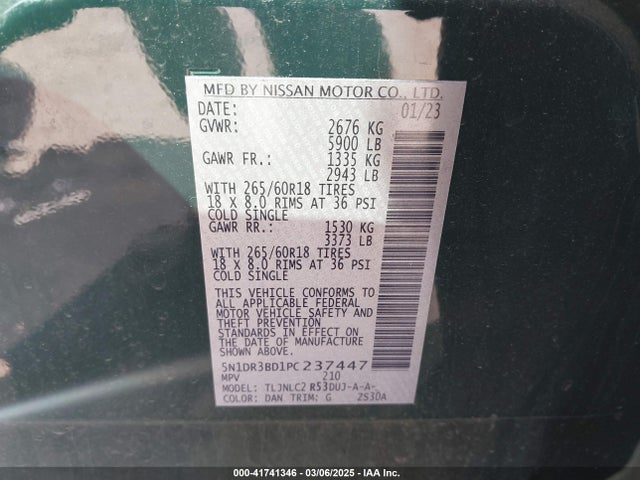 MFD BY NISSAN MOTOR CO., LTD.
DATE: 01/23
GVWR: 2676 KG
5900 LB
GAWR FR.: 1335 KG
2943 LB
WITH 265/60R18 TIRES
18 X 8.0 RIMS AT 36 PSI
COLD SINGLE
GAWR RR.: 1530 KG
3373 LB
WITH 265/60R18 TIRES
18 X 8.0 RIMS AT 36 PSI
COLD SINGLE
THIS VEHICLE CONFORMS TO
ALL APPLICABLE FEDERAL
MOTOR VEHICLE SAFETY AND
THEFT PREVENTION
STANDARDS IN EFFECT ON THE
DATE OF MANUFACTURE
SHOWN ABOVE.
5N1DR3BD1PC237447
MPV 210
MODEL: TLJNLC2 R53DUJ-A-A-
COLOR: DAN TRIM: G 2S30A
000-41741346 | 03/06/2025 | IAA Inc.